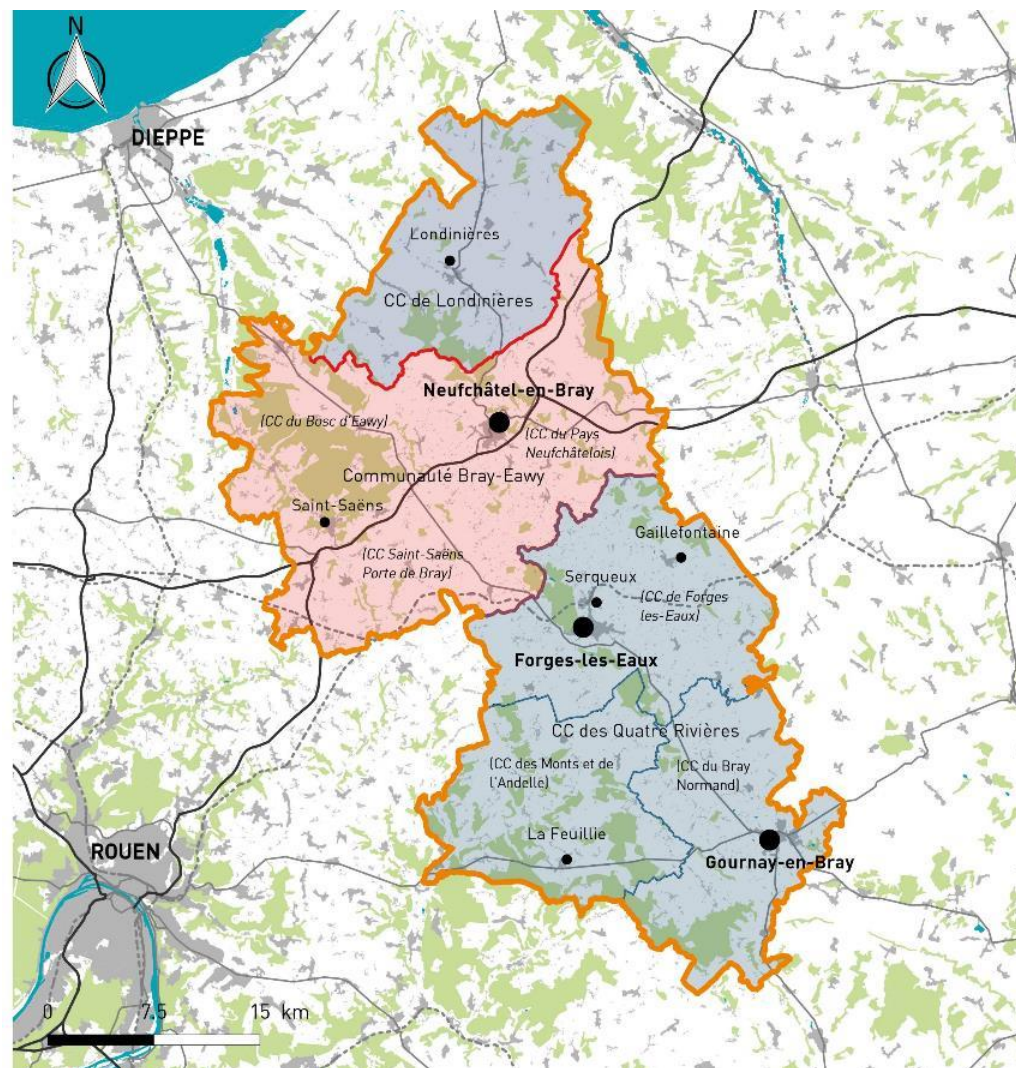 N
DIEPPE
Londinières
CC de Londinières
Neufchâtel-en-Bray
(CC du Bosc d'Eawy)
(CC du Pays
Neufchâtelois)
Communauté Bray-Eawy
Saint-Saëns
Gaillefontaine
(CC Saint-Saëns
Porte de Bray)
Serqueux
(CC de Forges
les-Eaux)
Forges-les-Eaux
CC des Quatre Rivières
(CC des Monts et de
l'Andelle)
(CC du Bray
Normand)
La Feuillie
ROUEN
Gournay-en-Bray
0 7.5 15 km